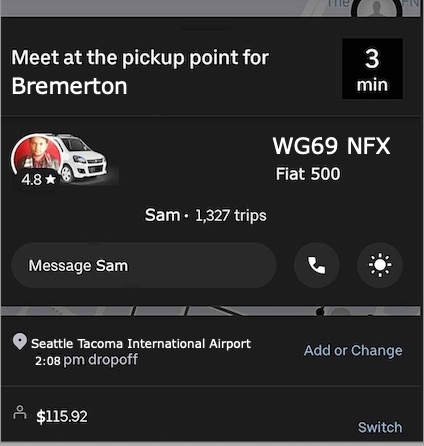 The
Meet at the pickup point for
Bremerton
3
min
WG69 NFX
Fiat 500
4.8 ★
Sam • 1,327 trips
Message Sam
Seattle Tacoma International Airport
2:08 pm dropoff
Add or Change
$115.92
Switch